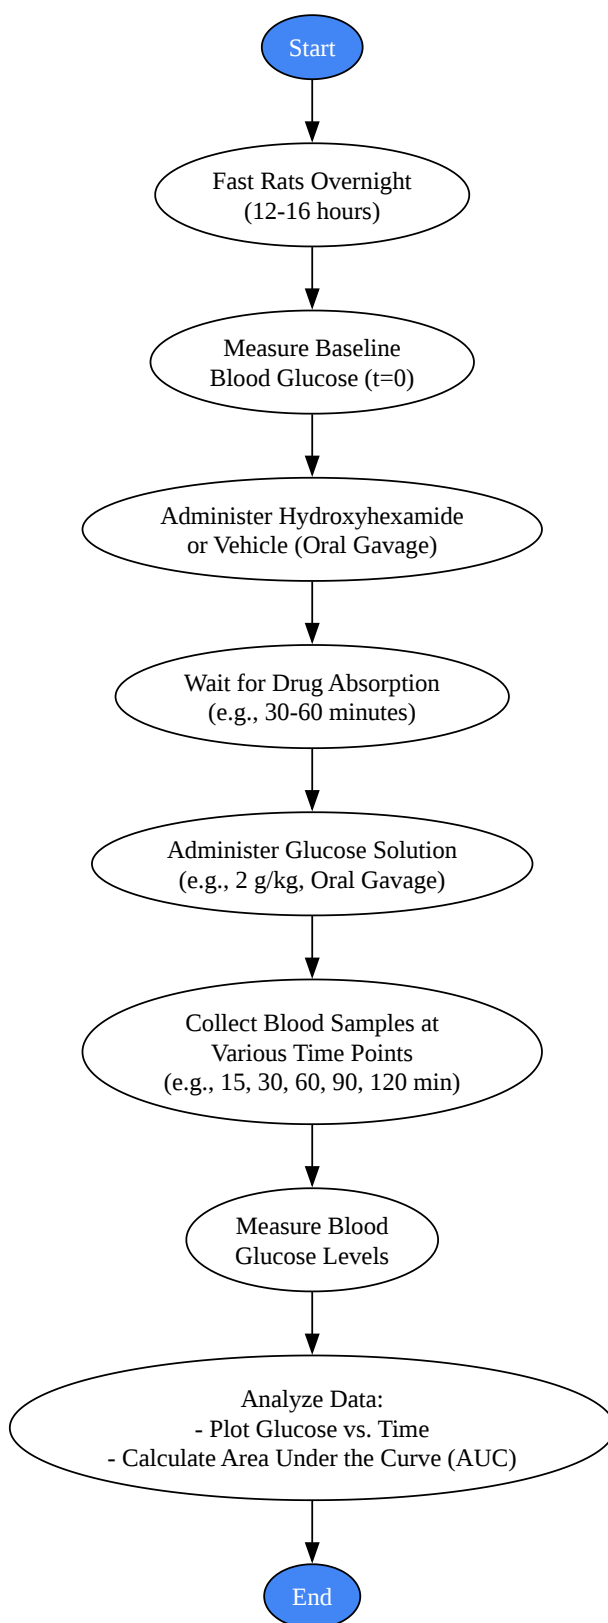 Start
Fast Rats Overnight
(12-16 hours)
Measure Baseline
Blood Glucose (t=0)
Administer Hydroxyhexamide
or Vehicle (Oral Gavage)
Wait for Drug Absorption
(e.g., 30-60 minutes)
Administer Glucose Solution
(e.g., 2 g/kg, Oral Gavage)
Collect Blood Samples at
Various Time Points
(e.g., 15, 30, 60, 90, 120 min)
Measure Blood
Glucose Levels
Analyze Data:
- Plot Glucose vs. Time
- Calculate Area Under the Curve (AUC)
End